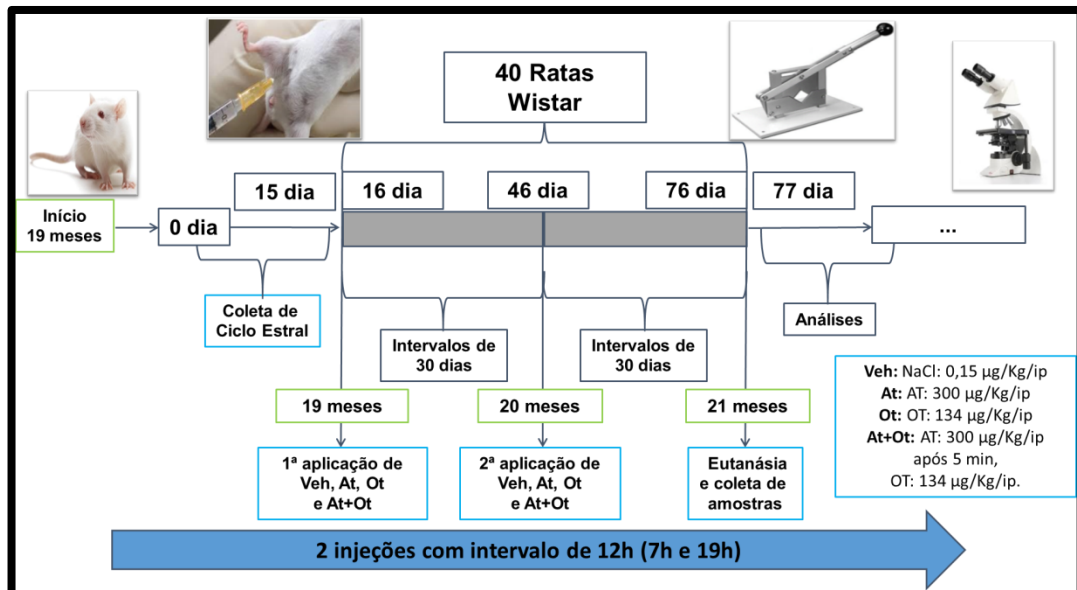 40 Ratas
Wistar
15 dia
16 dia
46 dia
76 dia
77 dia
Início
19 meses
0 dia
...
Coleta de
Ciclo Estral
Intervalos de
30 dias
Intervalos de
30 dias
Análises
19 meses
20 meses
21 meses
1ª aplicação de
Veh, At, Ot
e At+Ot
2ª aplicação de
Veh, At, Ot
e At+Ot
Eutanásia
e coleta de
amostras
Veh: NaCl: 0,15 µg/Kg/ip
At: AT: 300 µg/Kg/ip
Ot: OT: 134 µg/Kg/ip
At+Ot: AT: 300 µg/Kg/ip
após 5 min,
OT: 134 µg/Kg/ip.
2 injeções com intervalo de 12h (7h e 19h)